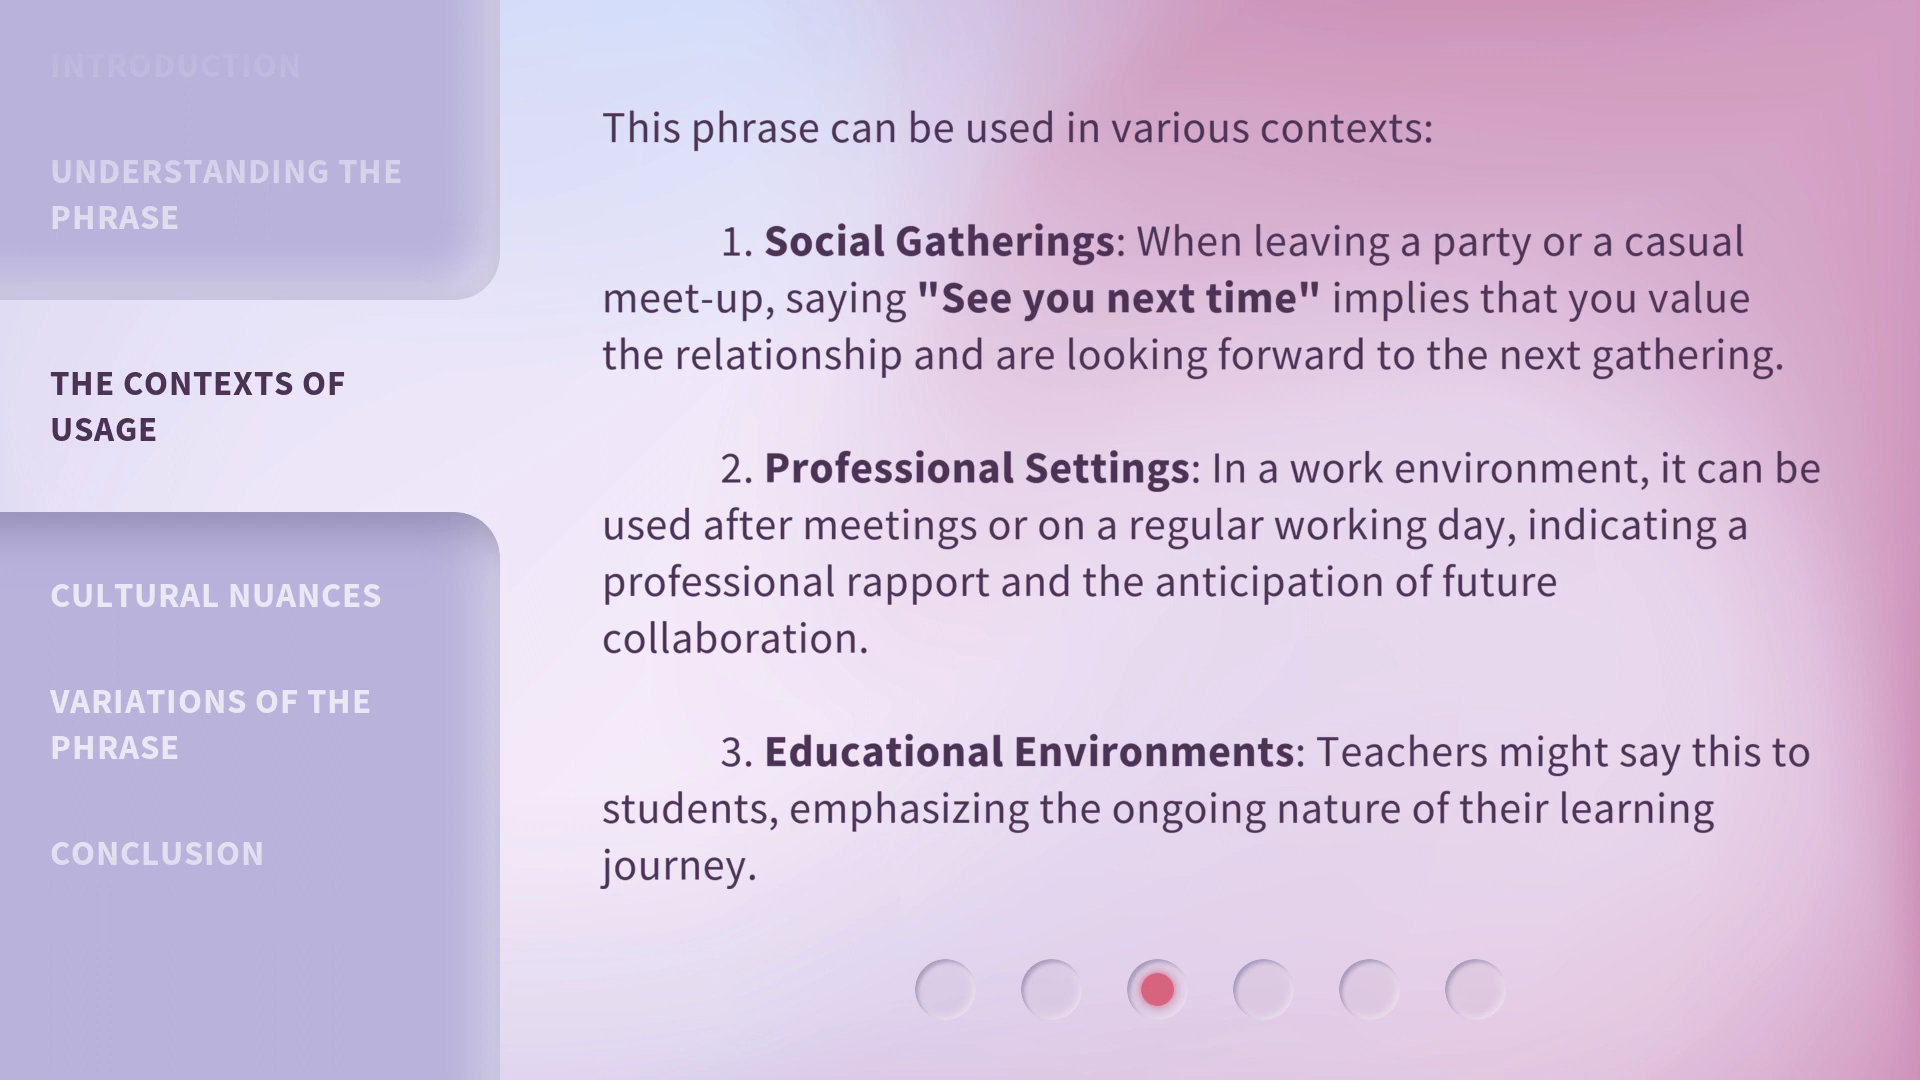 INTRODUCTION
UNDERSTANDING THE
PHRASE
THE CONTEXTS OF
USAGE
CULTURAL NUANCES
VARIATIONS OF THE
PHRASE
CONCLUSION
This phrase can be used in various contexts:
1. Social Gatherings: When leaving a party or a casual
meet-up, saying "See you next time" implies that you value
the relationship and are looking forward to the next gathering.
2. Professional Settings: In a work environment, it can be
used after meetings or on a regular working day, indicating a
professional rapport and the anticipation of future
collaboration.
3. Educational Environments: Teachers might say this to
students, emphasizing the ongoing nature of their learning
journey.